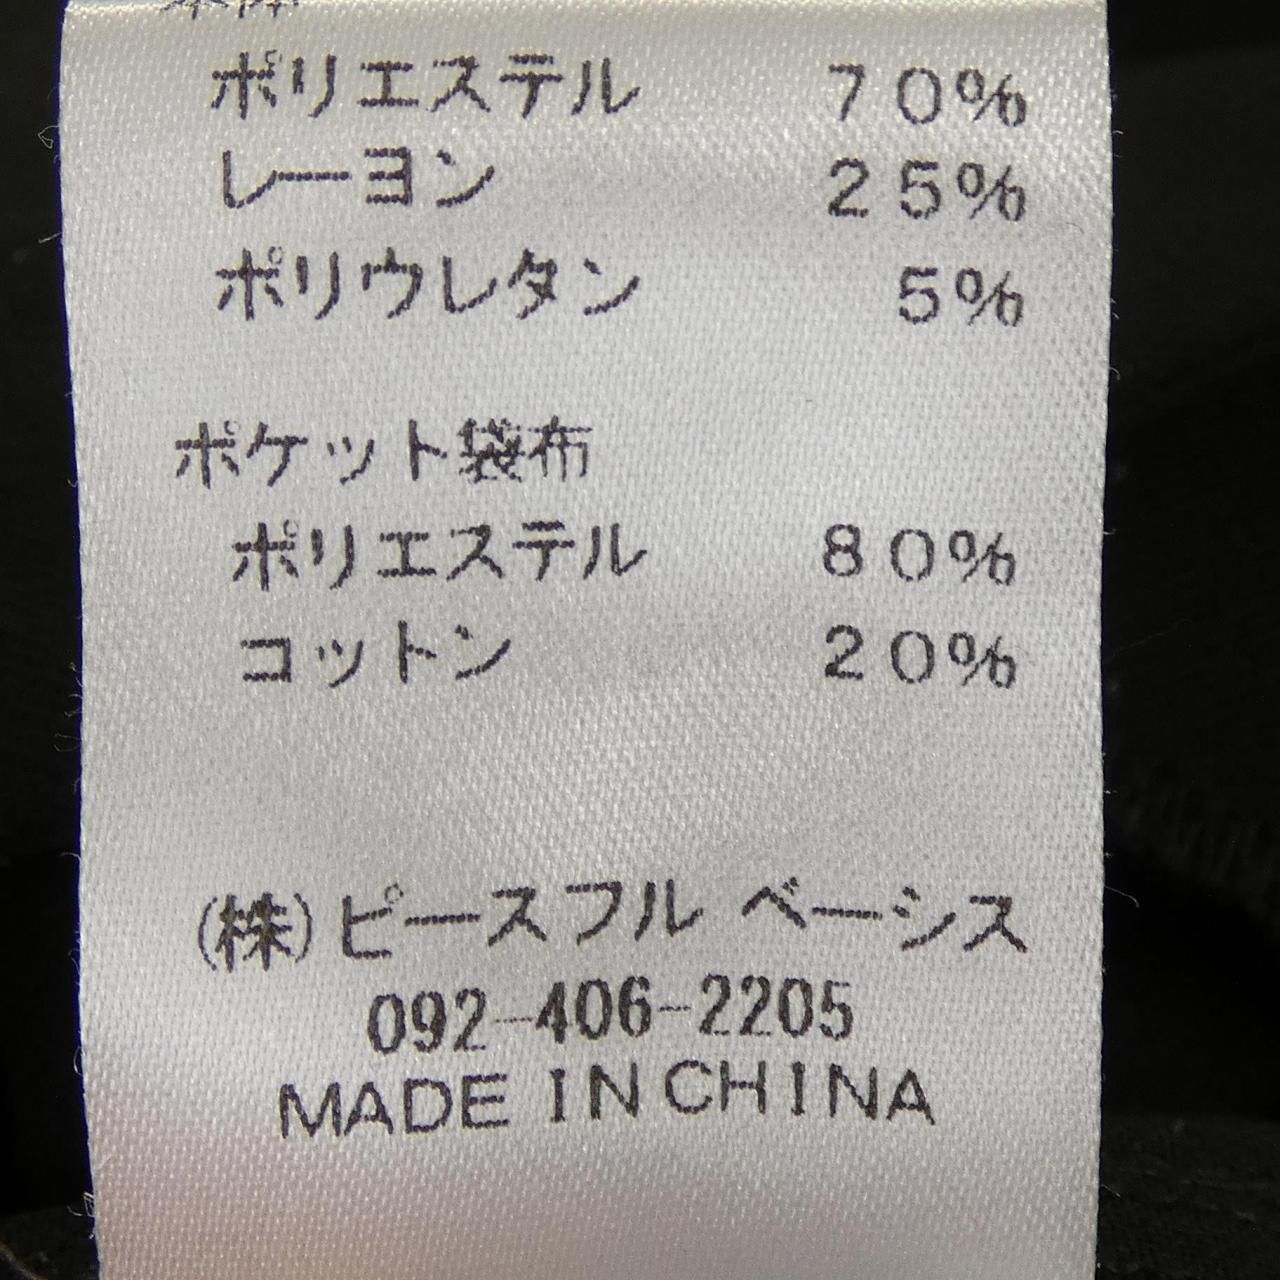 ポリエステル 70%
レーヨン 25%
ポリウレタン 5%
ポケット袋布
ポリエステル 80%
コットン 20%
(株)ピースフル ベーシス
092-406-2205
MADE IN CHINA